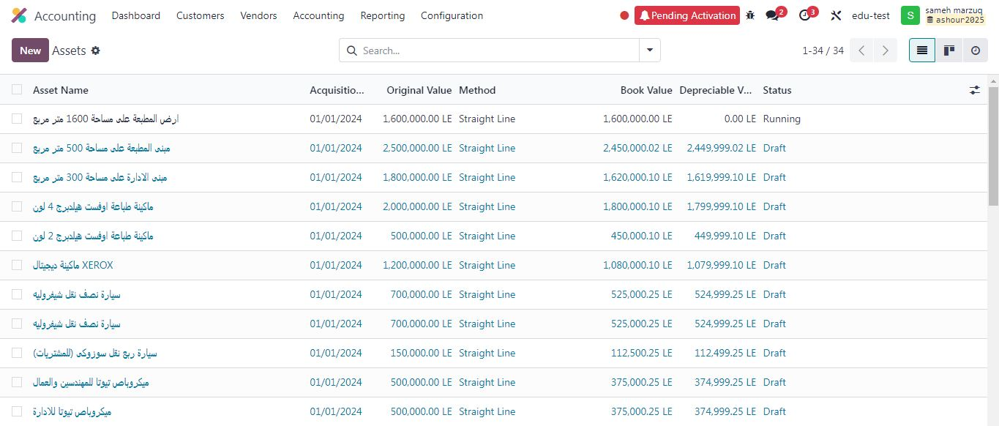 Accounting Dashboard Customers Vendors Accounting Reporting Configuration Pending Activation 2 3 edu-test S sameh marzuq
ashour2025
New Assets Search... 1-34 / 34
Asset Name Acquisitio... Original Value Method Book Value Depreciable V... Status
ارض المطبعة على مساحة 1600 متر مربع 01/01/2024 1,600,000.00 LE Straight Line 1,600,000.00 LE 0.00 LE Running
مبنى المطبعة على مساحة 500 متر مربع 01/01/2024 2,500,000.00 LE Straight Line 2,450,000.02 LE 2,449,999.02 LE Draft
مبنى الادارة على مساحة 300 متر مربع 01/01/2024 1,800,000.00 LE Straight Line 1,620,000.10 LE 1,619,999.10 LE Draft
ماكينة طباعة اوفست هيلدبرج 4 لون 01/01/2024 2,000,000.00 LE Straight Line 1,800,000.10 LE 1,799,999.10 LE Draft
ماكينة طباعة اوفست هيلدبرج 2 لون 01/01/2024 500,000.00 LE Straight Line 450,000.10 LE 449,999.10 LE Draft
ماكينة ديجيتال XEROX 01/01/2024 1,200,000.00 LE Straight Line 1,080,000.10 LE 1,079,999.10 LE Draft
سيارة نصف نقل شيفروليه 01/01/2024 700,000.00 LE Straight Line 525,000.25 LE 524,999.25 LE Draft
سيارة نصف نقل شيفروليه 01/01/2024 700,000.00 LE Straight Line 525,000.25 LE 524,999.25 LE Draft
سيارة ربع نقل سوزوكى (للمشتريات) 01/01/2024 150,000.00 LE Straight Line 112,500.25 LE 112,499.25 LE Draft
ميكروباص تيوتا للمهندسين والعمال 01/01/2024 500,000.00 LE Straight Line 375,000.25 LE 374,999.25 LE Draft
ميكروباص تيوتا للادارة 01/01/2024 500,000.00 LE Straight Line 375,000.25 LE 374,999.25 LE Draft